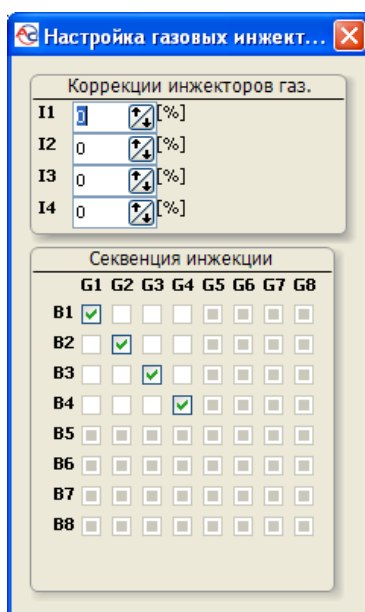 AC Настройка газовых инжект...
Коррекции инжекторов газ.
I1 0 [%]
I2 0 [%]
I3 0 [%]
I4 0 [%]
Секвенция инжекции
G1 G2 G3 G4 G5 G6 G7 G8
B1
B2
B3
B4
B5
B6
B7
B8